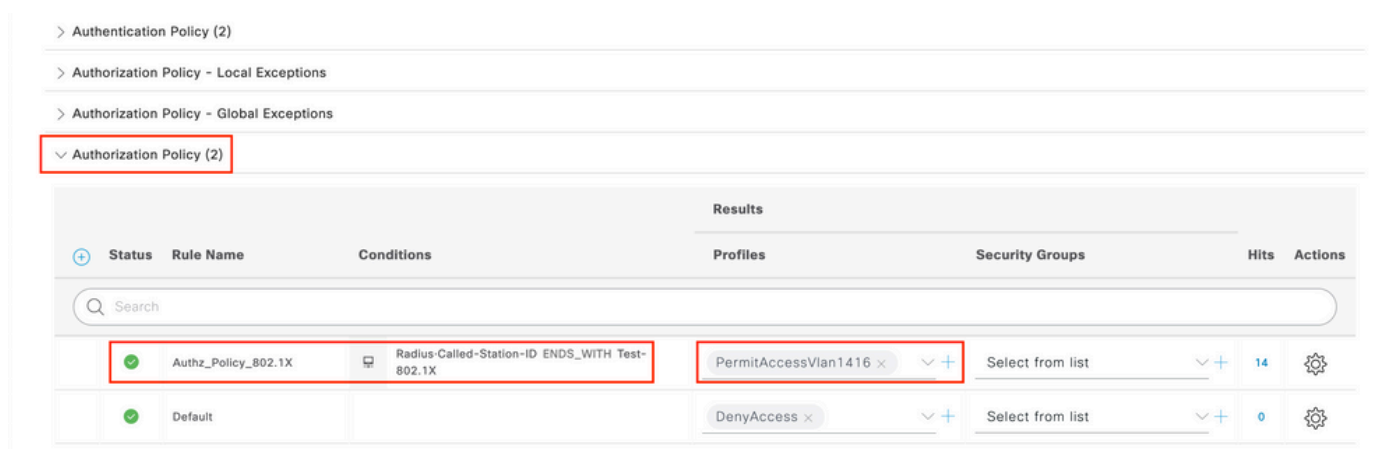 Authentication Policy (2)
Authorization Policy - Local Exceptions
Authorization Policy - Global Exceptions
Authorization Policy (2)
Results
Status Rule Name Conditions Profiles Security Groups Hits Actions
Search
Authz_Policy_802.1X Radius·Called-Station-ID ENDS_WITH Test-
802.1X PermitAccessVlan1416 Select from list 14
Default DenyAccess Select from list 0